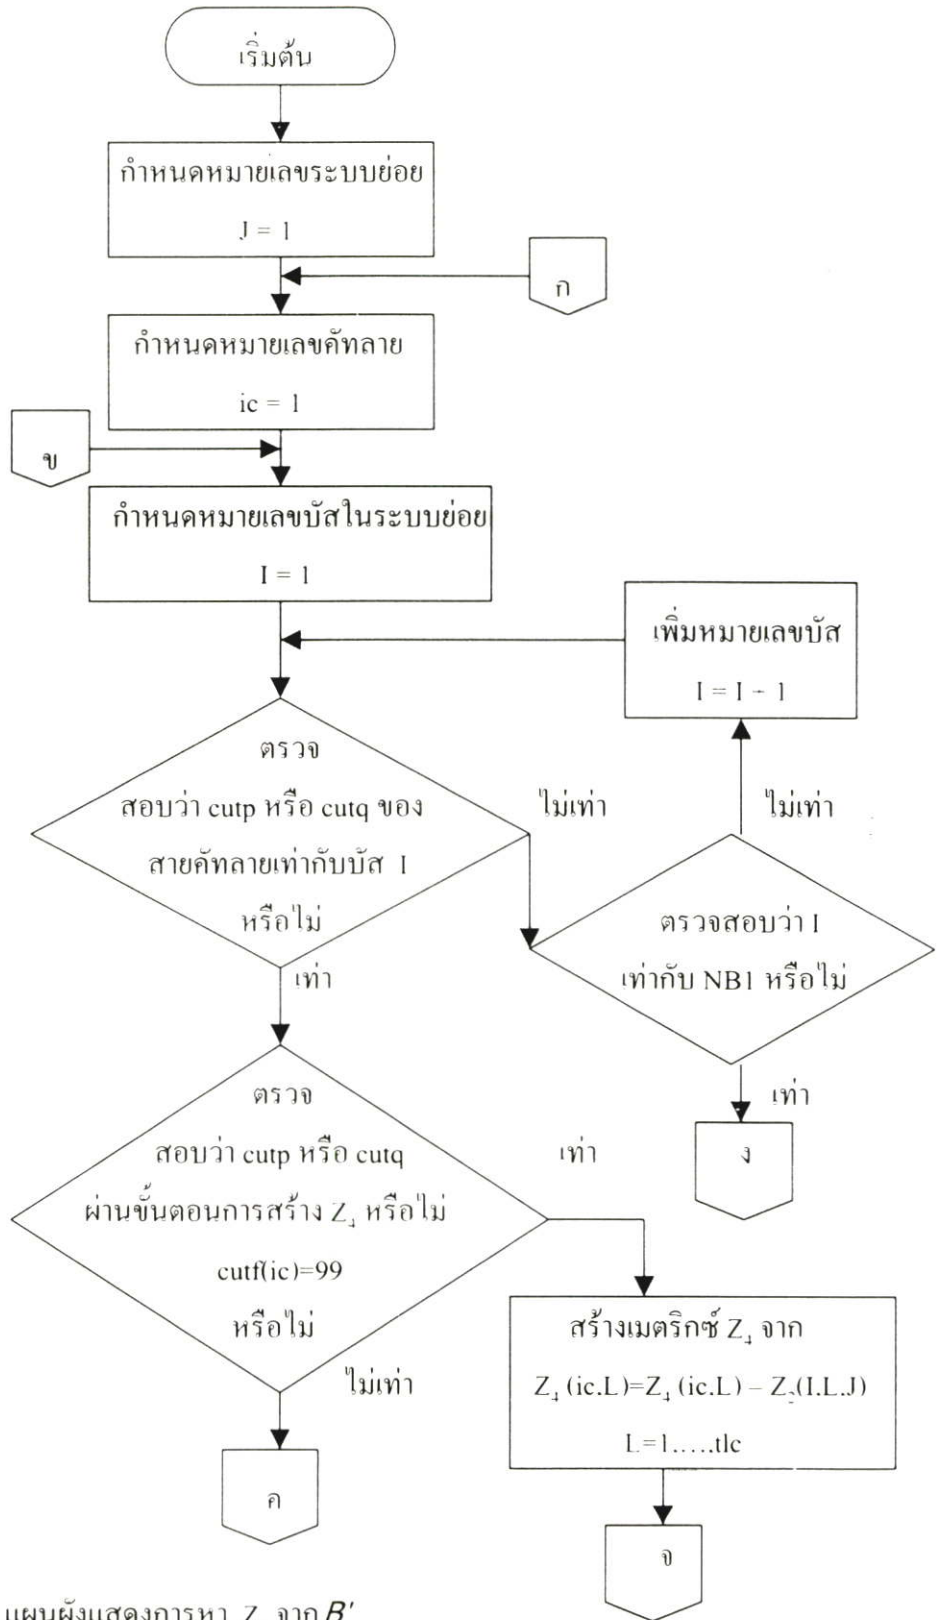 เริ่มต้น
กำหนดหมายเลขระบบย่อย
J = 1
ก
กำหนดหมายเลขคัทลาย
ic = 1
ข
กำหนดหมายเลขบัสในระบบย่อย
I = 1
เพิ่มหมายเลขบัส
I = I - 1
ตรวจ
สอบว่า cutp หรือ cutq ของ
สายคัทลายเท่ากับบัส I
หรือไม่
ไม่เท่า
ไม่เท่า
ตรวจสอบว่า I
เท่ากับ NB1 หรือไม่
เท่า
เท่า
ง
ตรวจ
สอบว่า cutp หรือ cutq
ผ่านขั้นตอนการสร้าง Z₄ หรือไม่
cutf(ic)=99
หรือไม่
เท่า
ไม่เท่า
สร้างเมตริกซ์ Z₄ จาก
Z₄ (ic.L)=Z₄ (ic.L) – Z₂(I.L.J)
L=1.....tlc
ค
จ
แผนผังแสดงการหา Z จาก B'